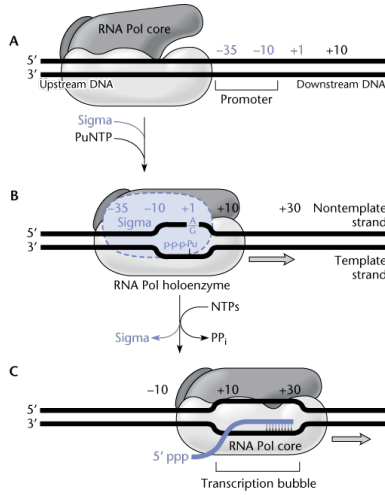 RNA Pol core
A
–35 –10 +1 +10
5′
3′
Upstream DNA
Downstream DNA
Promoter
Sigma
PuNTP
B
–35 –10 +1 +10 +30
Nontemplate
strand
Sigma
A
G
5′
p-p-p-Pu
3′
Template
strand
RNA Pol holoenzyme
NTPs
Sigma
PPi
C
–10 +10 +30
5′
3′
RNA Pol core
5′ ppp
Transcription bubble